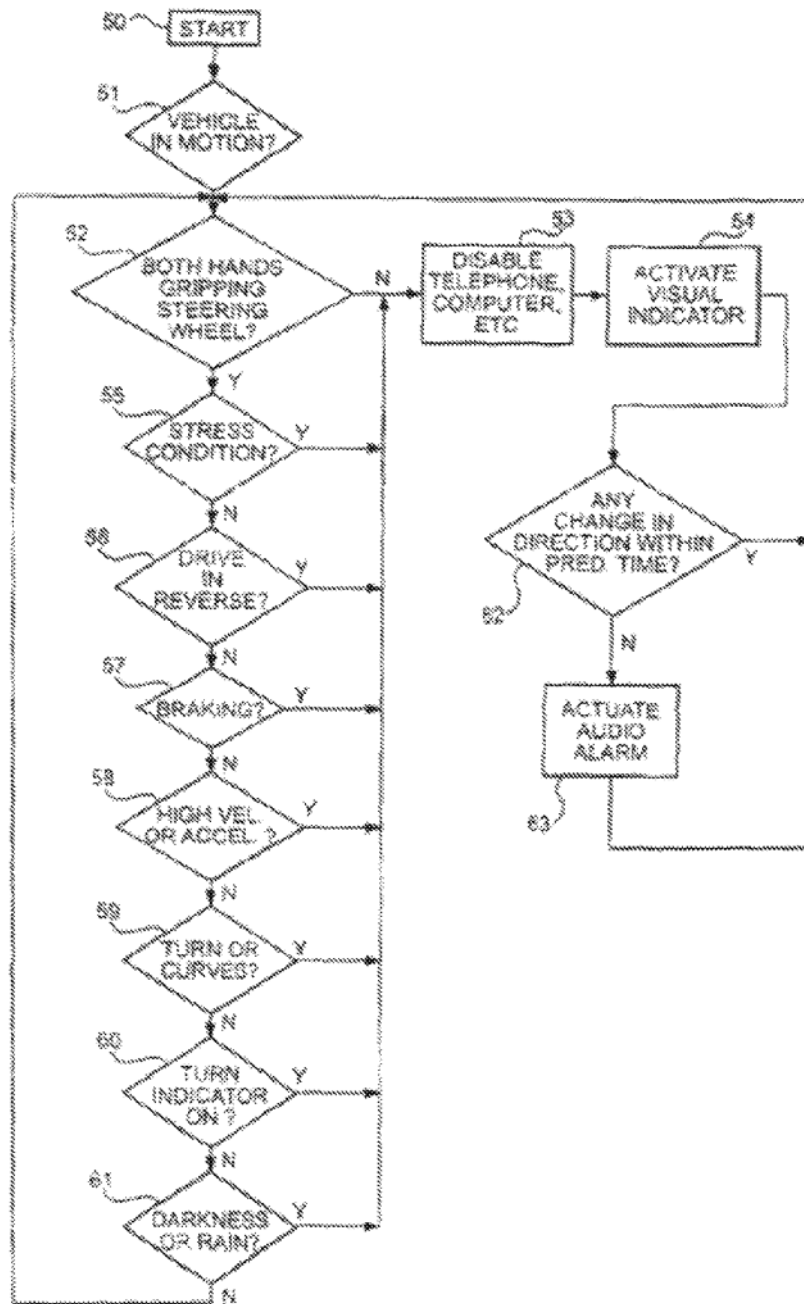 50
START
51
VEHICLE
IN MOTION?
52
BOTH HANDS
GRIPPING
STEERING
WHEEL?
N
Y
53
DISABLE
TELEPHONE,
COMPUTER,
ETC
54
ACTIVATE
VISUAL
INDICATOR
55
STRESS
CONDITION?
Y
N
56
DRIVE
IN
REVERSE?
Y
N
57
BRAKING?
Y
N
58
HIGH VEL.
OR ACCEL. ?
Y
N
59
TURN OR
CURVES?
Y
N
60
TURN
INDICATOR
ON ?
Y
N
61
DARKNESS
OR RAIN?
Y
N
ANY
CHANGE IN
DIRECTION WITHIN
PRED. TIME?
Y
62
N
ACTUATE
AUDIO
ALARM
63